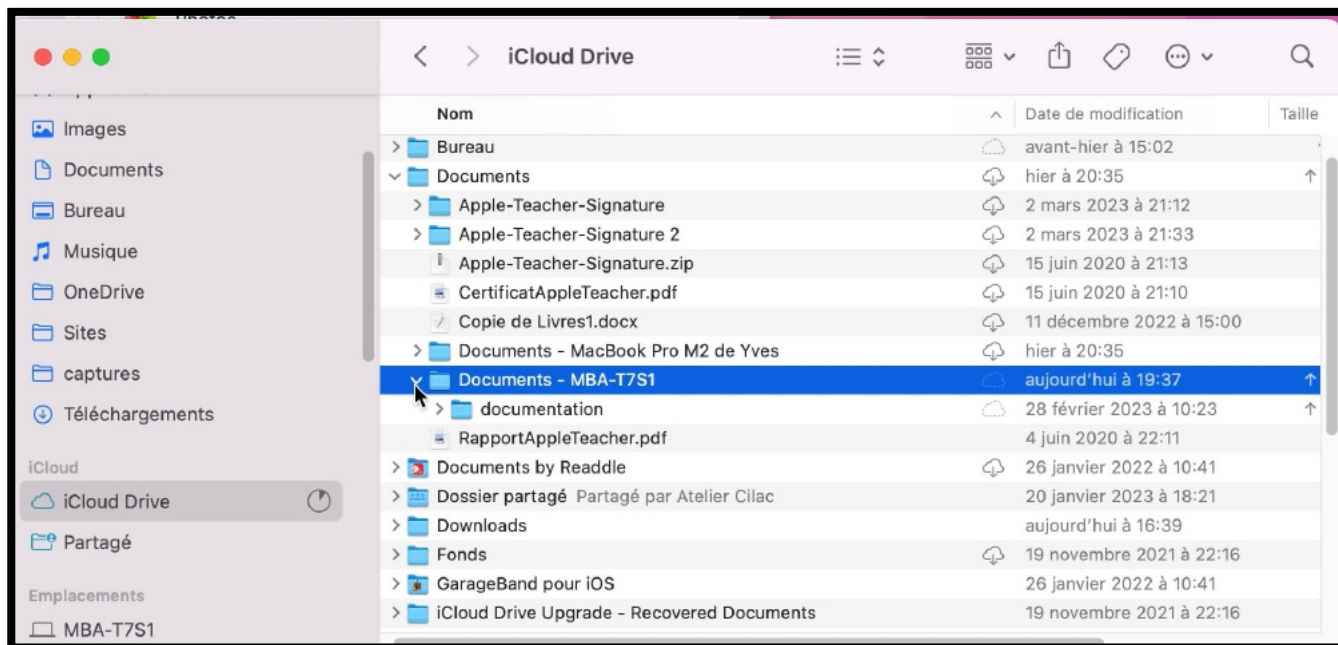 Photos
iCloud Drive
Images
Documents
Bureau
Musique
OneDrive
Sites
captures
Téléchargements
iCloud
iCloud Drive
Partagé
Emplacements
MBA-T7S1
Nom Date de modification Taille
Bureau avant-hier à 15:02
Documents hier à 20:35
Apple-Teacher-Signature 2 mars 2023 à 21:12
Apple-Teacher-Signature 2 2 mars 2023 à 21:33
Apple-Teacher-Signature.zip 15 juin 2020 à 21:13
CertificatAppleTeacher.pdf 15 juin 2020 à 21:10
Copie de Livres1.docx 11 décembre 2022 à 15:00
Documents - MacBook Pro M2 de Yves hier à 20:35
Documents - MBA-T7S1 aujourd'hui à 19:37
documentation 28 février 2023 à 10:23
RapportAppleTeacher.pdf 4 juin 2020 à 22:11
Documents by Readdle 26 janvier 2022 à 10:41
Dossier partagé Partagé par Atelier Cilac 20 janvier 2023 à 18:21
Downloads aujourd'hui à 16:39
Fonds 19 novembre 2021 à 22:16
GarageBand pour iOS 26 janvier 2022 à 10:41
iCloud Drive Upgrade - Recovered Documents 19 novembre 2021 à 22:16